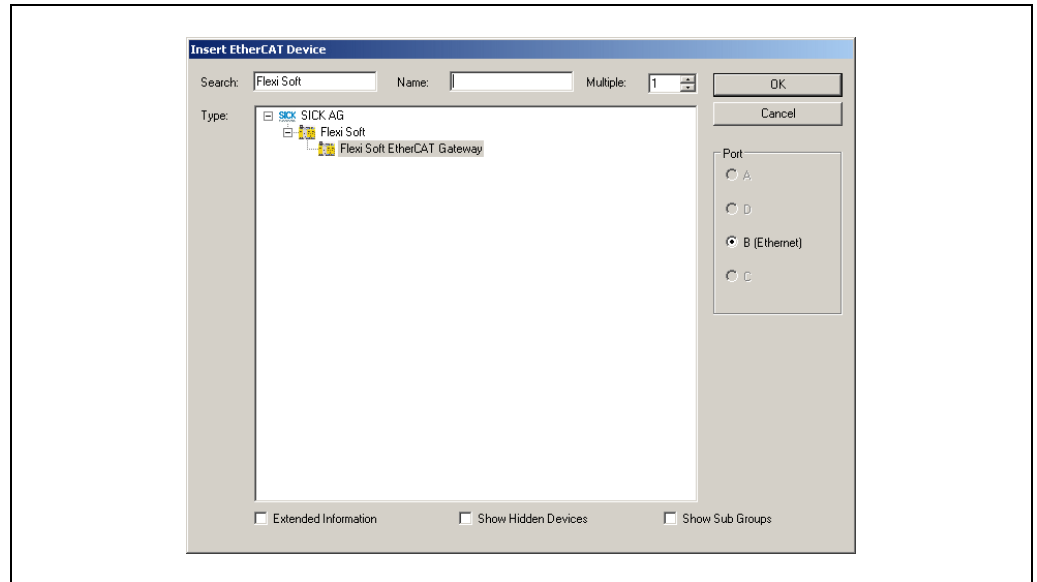 Insert EtherCAT Device
Search: Flexi Soft Name: Multiple: 1 OK
Type: SICK SICK AG Cancel
Flexi Soft
Flexi Soft EtherCAT Gateway
Port
A
D
B (Ethernet)
C
Extended Information Show Hidden Devices Show Sub Groups